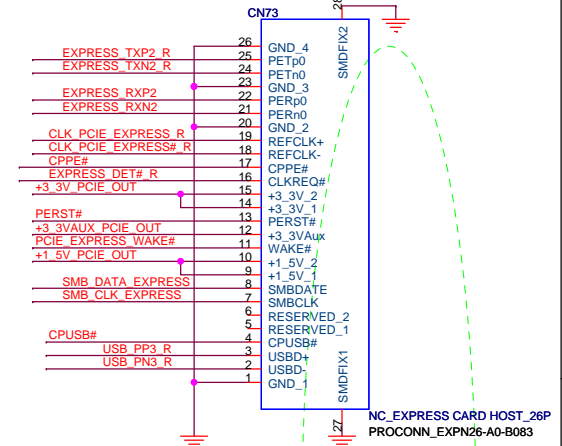 CN73
28
SMDFIX2
26 GND_4
EXPRESS_TXP2_R 25 PETp0
EXPRESS_TXN2_R 24 PETn0
23 GND_3
EXPRESS_RXP2 22 PERp0
EXPRESS_RXN2 21 PERn0
20 GND_2
CLK_PCIE_EXPRESS_R 19 REFCLK+
CLK_PCIE_EXPRESS#_R 18 REFCLK-
CPPE# 17 CPPE#
EXPRESS_DET#_R 16 CLKREQ#
+3_3V_PCIE_OUT 15 +3_3V_2
14 +3_3V_1
PERST# 13 PERST#
+3_3VAUX_PCIE_OUT 12 +3_3VAux
PCIE_EXPRESS_WAKE# 11 WAKE#
+1_5V_PCIE_OUT 10 +1_5V_2
9 +1_5V_1
SMB_DATA_EXPRESS 8 SMBDATE
SMB_CLK_EXPRESS 7 SMBCLK
6 RESERVED_2
5 RESERVED_1
CPUSB# 4 CPUSB#
USB_PP3_R 3 USBD+
USB_PN3_R 2 USBD-
1 GND_1
SMDFIX1
27
NC_EXPRESS CARD HOST_26P
PROCONN_EXPN26-A0-B083